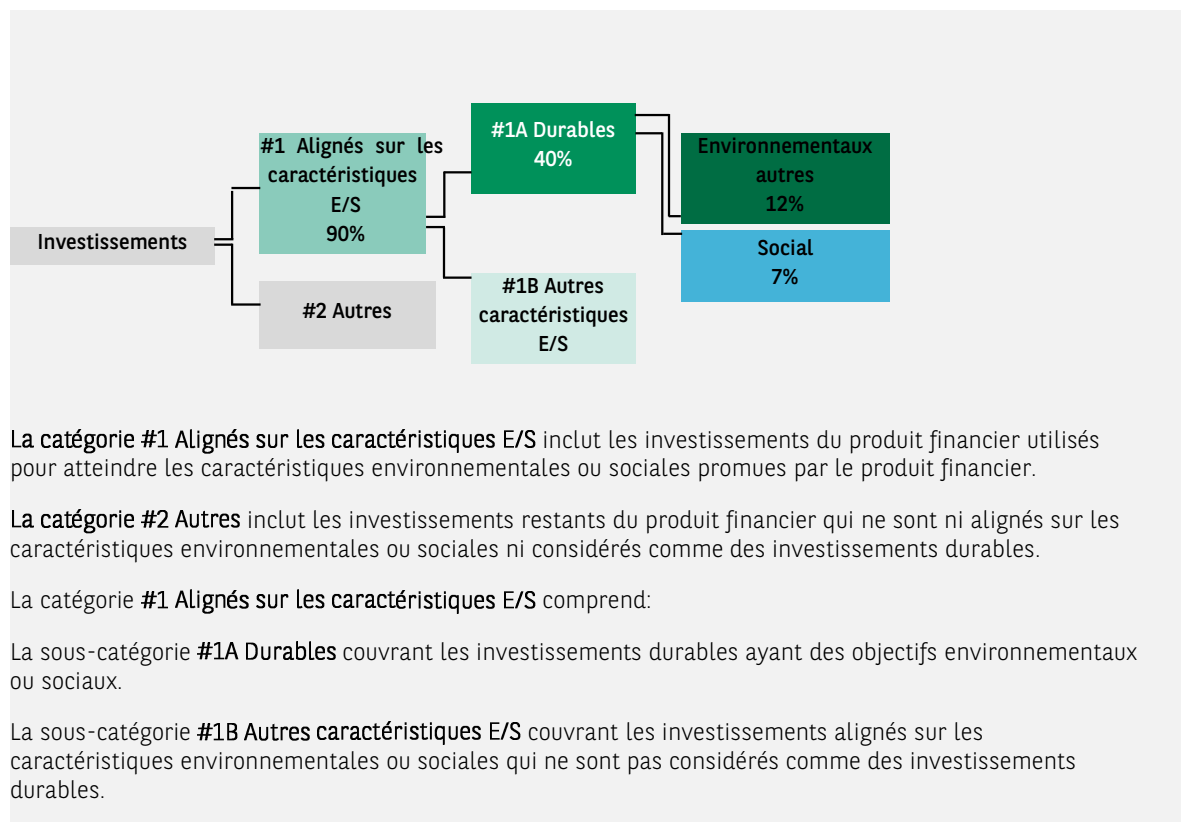 Investissements
#1 Alignés sur les
caractéristiques
E/S
90%
#2 Autres
#1A Durables
40%
#1B Autres
caractéristiques
E/S
Environnementaux
autres
12%
Social
7%
La catégorie #1 Alignés sur les caractéristiques E/S inclut les investissements du produit financier utilisés
pour atteindre les caractéristiques environnementales ou sociales promues par le produit financier.
La catégorie #2 Autres inclut les investissements restants du produit financier qui ne sont ni alignés sur les
caractéristiques environnementales ou sociales ni considérés comme des investissements durables.
La catégorie #1 Alignés sur les caractéristiques E/S comprend:
La sous-catégorie #1A Durables couvrant les investissements durables ayant des objectifs environnementaux
ou sociaux.
La sous-catégorie #1B Autres caractéristiques E/S couvrant les investissements alignés sur les
caractéristiques environnementales ou sociales qui ne sont pas considérés comme des investissements
durables.